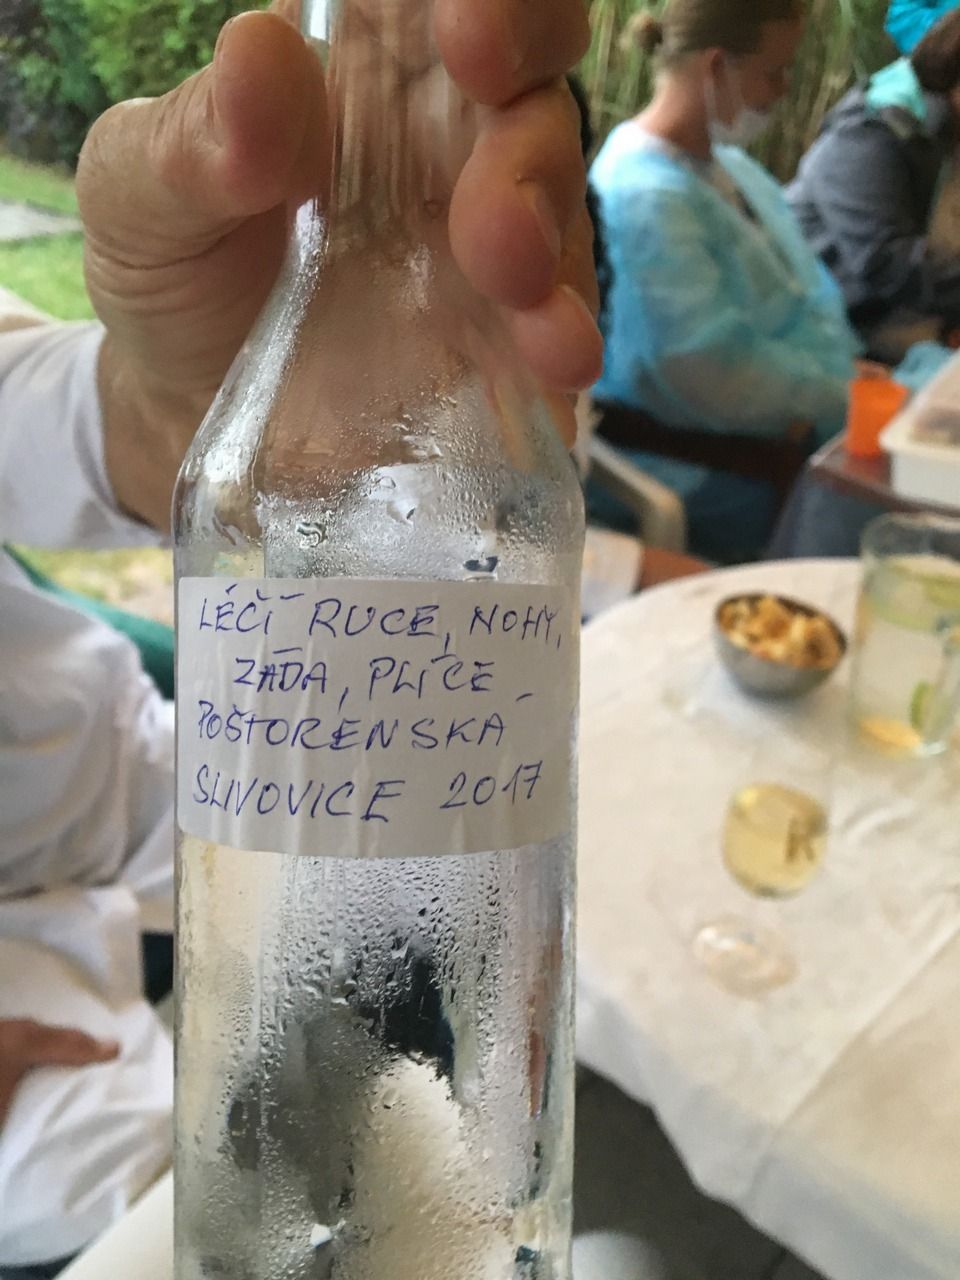 LÉČÍ RUCE, NOHY,
ZÁDA, PLÍCE
POŠTORENSKÁ
SLIVOVICE 2017
R